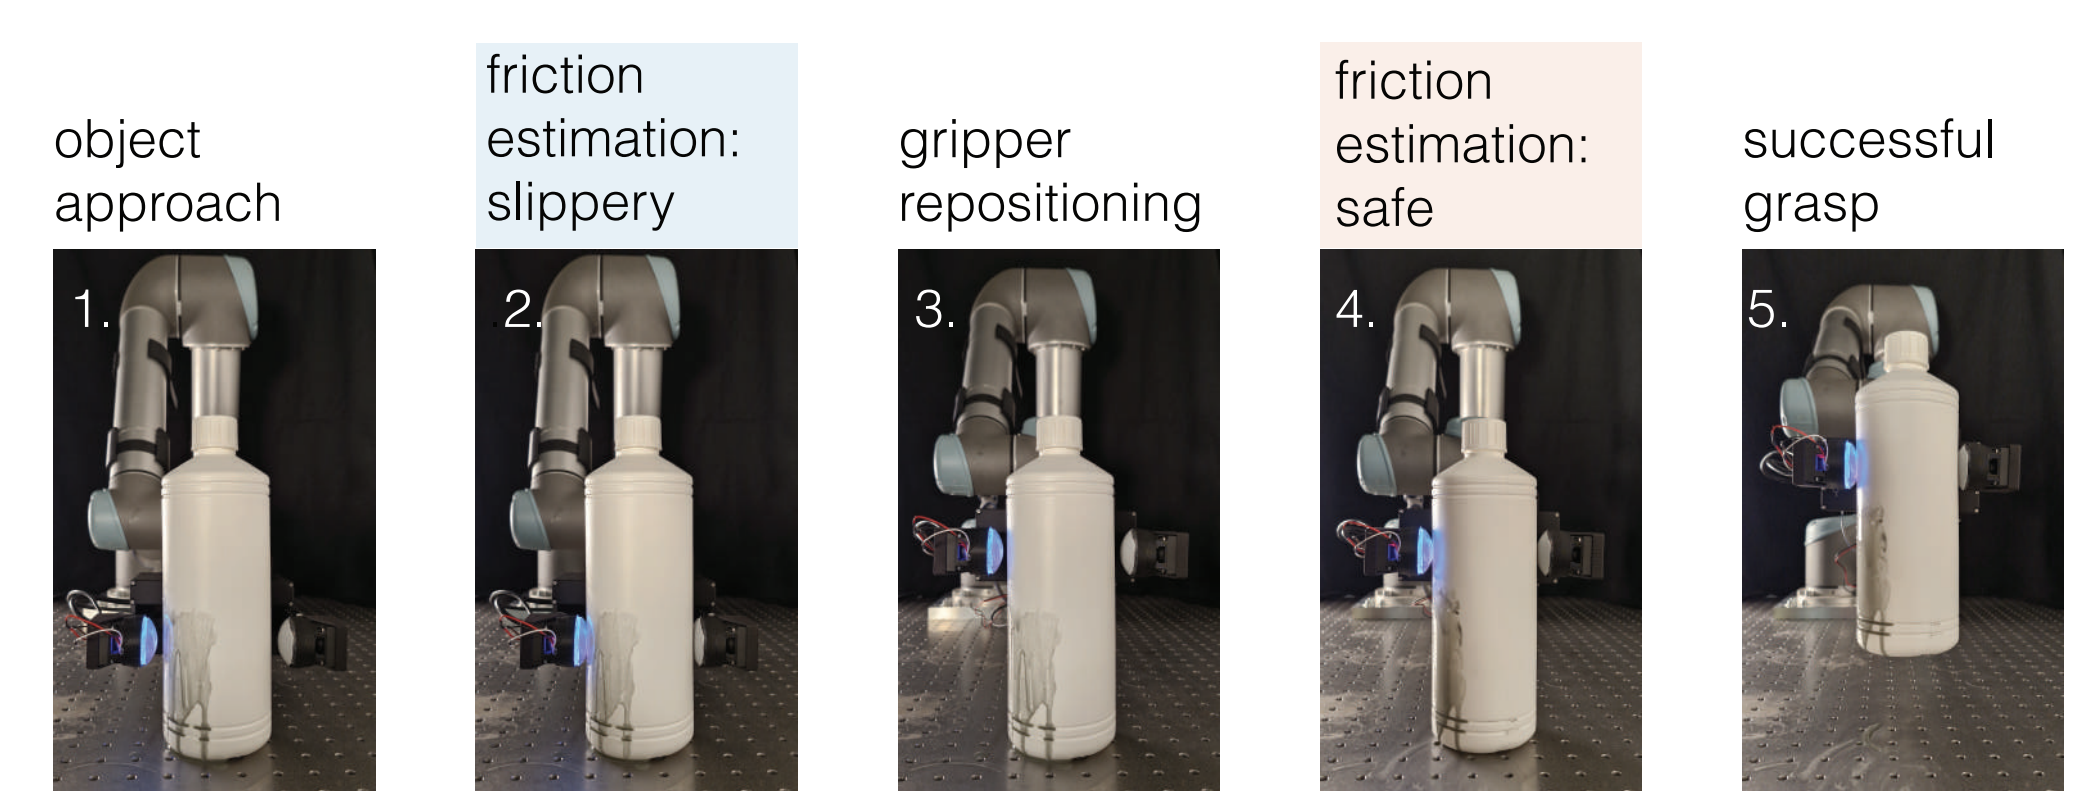 object
approach
friction
estimation:
slippery
gripper
repositioning
friction
estimation:
safe
successful
grasp
1.
.2.
3.
4.
5.